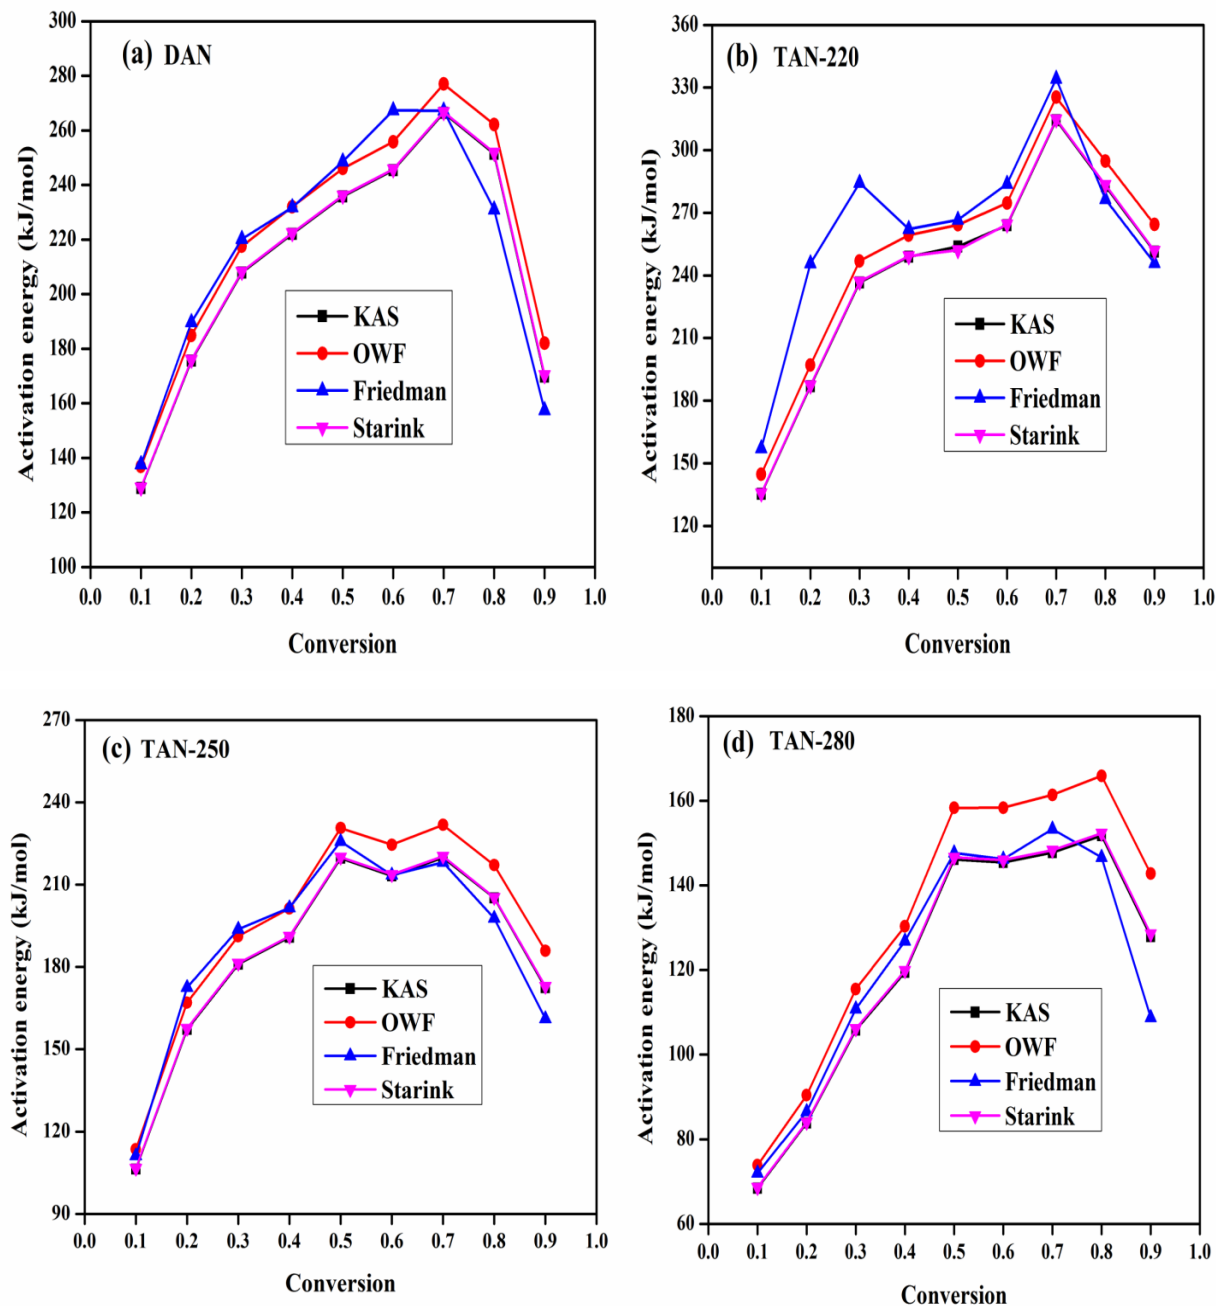 (a) DAN
300
280
260
240
220
200
180
160
140
120
100
Activation energy (kJ/mol)
KAS
OWF
Friedman
Starink
0.0 0.1 0.2 0.3 0.4 0.5 0.6 0.7 0.8 0.9 1.0
Conversion
(b) TAN-220
360
330
300
270
240
210
180
150
120
Activation energy (kJ/mol)
KAS
OWF
Friedman
Starink
0.0 0.1 0.2 0.3 0.4 0.5 0.6 0.7 0.8 0.9 1.0
Conversion
(c) TAN-250
270
240
210
180
150
120
90
Activation energy (kJ/mol)
KAS
OWF
Friedman
Starink
0.0 0.1 0.2 0.3 0.4 0.5 0.6 0.7 0.8 0.9 1.0
Conversion
(d) TAN-280
180
160
140
120
100
80
60
Activation energy (kJ/mol)
KAS
OWF
Friedman
Starink
0.0 0.1 0.2 0.3 0.4 0.5 0.6 0.7 0.8 0.9 1.0
Conversion